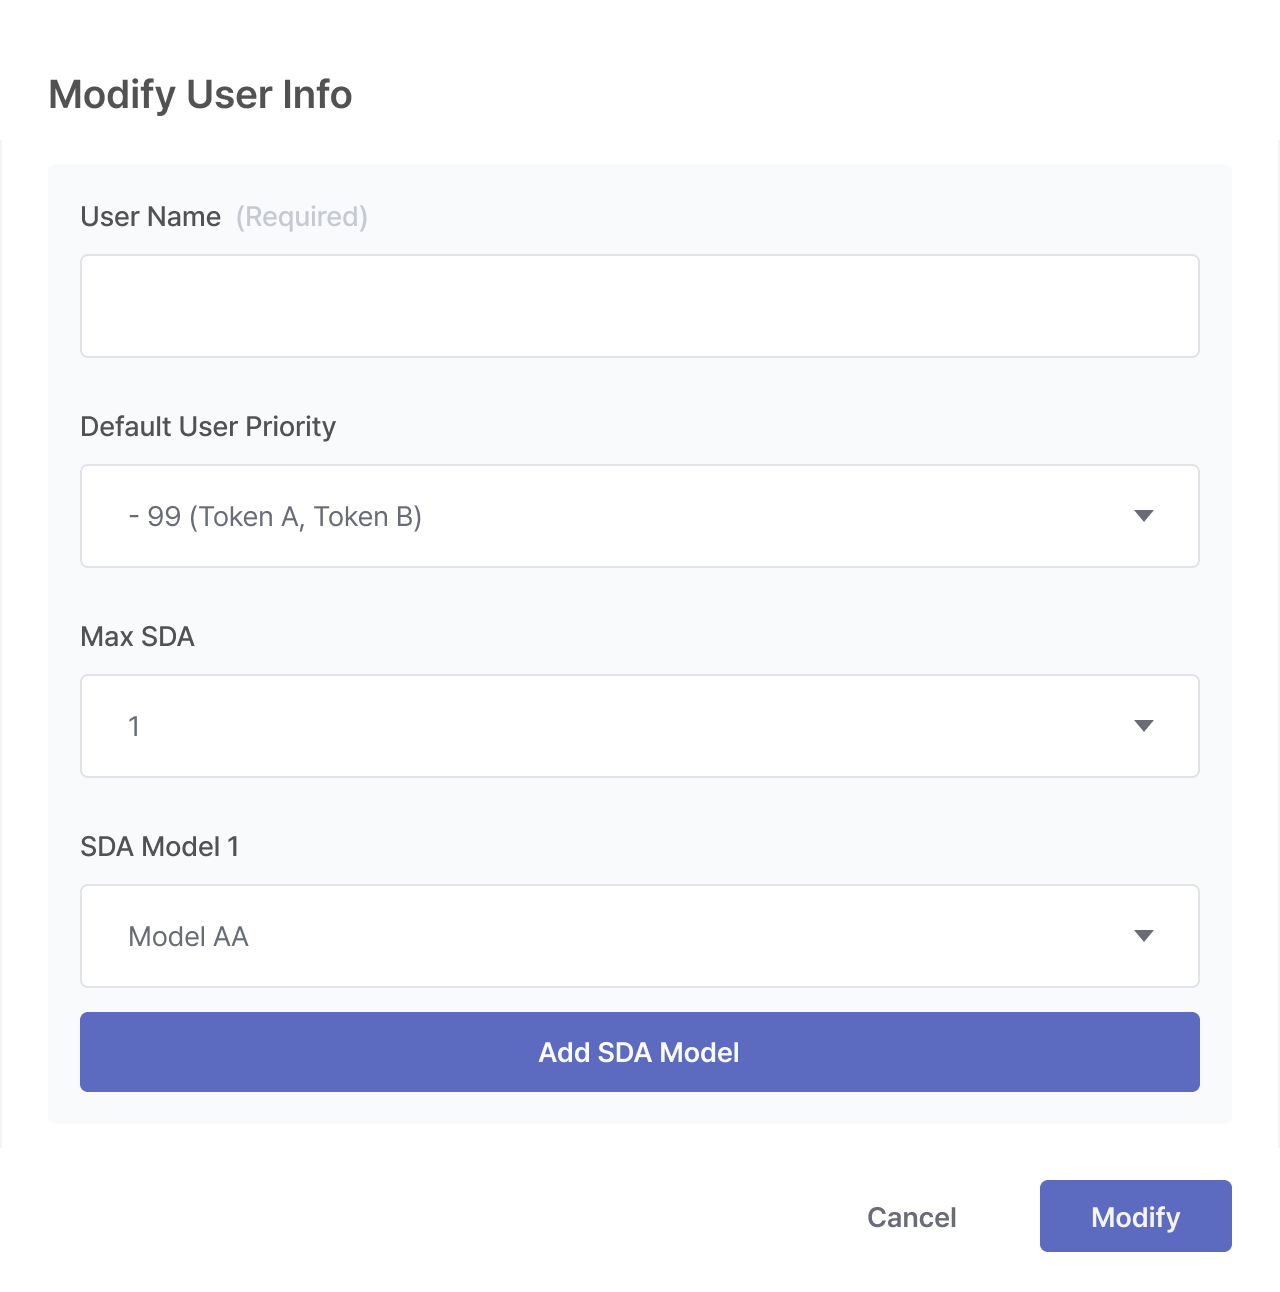 Modify User Info
User Name (Required)
Default User Priority
- 99 (Token A, Token B)
Max SDA
1
SDA Model 1
Model AA
Add SDA Model
Cancel
Modify